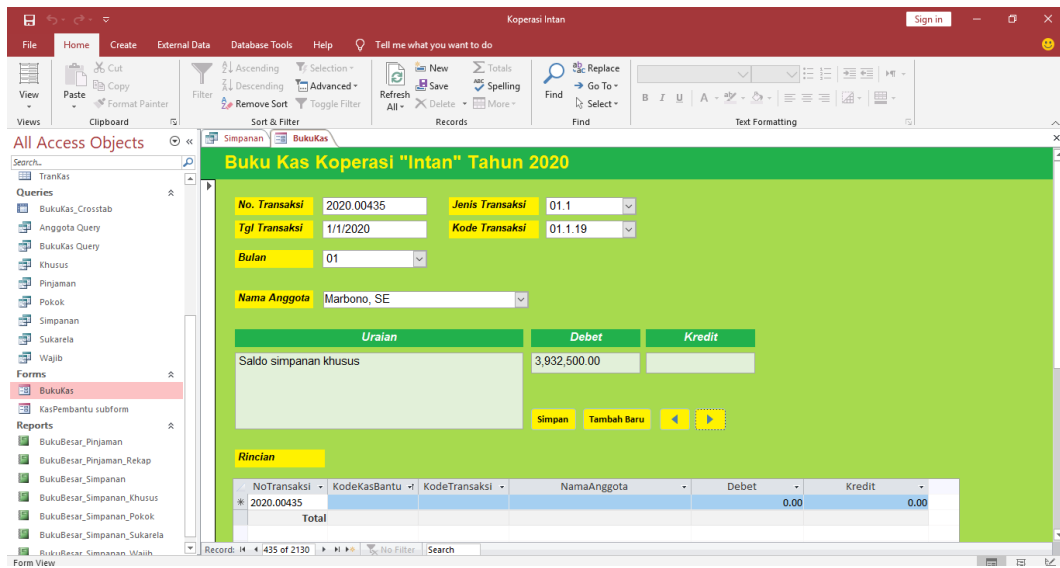 Koperasi Intan
Sign in
File Home Create External Data Database Tools Help Tell me what you want to do
View
Paste
Cut
Copy
Format Painter
Filter
Ascending
Descending
Remove Sort
Selection
Advanced
Toggle Filter
Refresh All
New
Save
Delete
Totals
Spelling
More
Find
Replace
Go To
Select
B I U A
Views Clipboard Sort & Filter Records Find Text Formatting
All Access Objects
Search...
TranKas
Queries
BukuKas_Crosstab
Anggota Query
BukuKas Query
Khusus
Pinjaman
Pokok
Simpanan
Sukarela
Wajib
Forms
BukuKas
KasPembantu subform
Reports
BukuBesar_Pinjaman
BukuBesar_Pinjaman_Rekap
BukuBesar_Simpanan
BukuBesar_Simpanan_Khusus
BukuBesar_Simpanan_Pokok
BukuBesar_Simpanan_Sukarela
BukuBesar_Simpanan_Wajib
Simpanan BukuKas
Buku Kas Koperasi "Intan" Tahun 2020
No. Transaksi 2020.00435 Jenis Transaksi 01.1
Tgl Transaksi 1/1/2020 Kode Transaksi 01.1.19
Bulan 01
Nama Anggota Marbono, SE
Uraian Debet Kredit
Saldo simpanan khusus 3,932,500.00
Simpan Tambah Baru
Rincian
NoTransaksi KodeKasBantu KodeTransaksi NamaAnggota Debet Kredit
2020.00435 0.00 0.00
Total
Record: 435 of 2130 No Filter Search
Form View